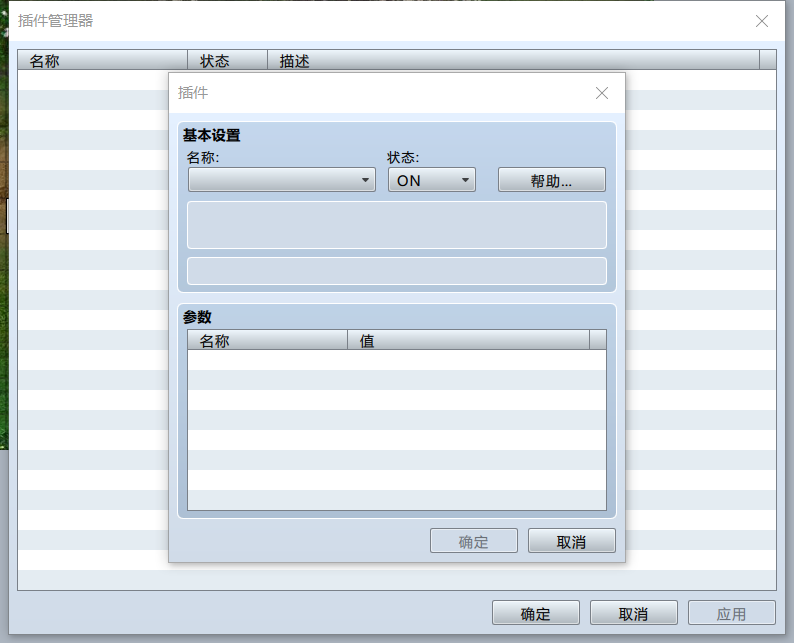 插件管理器
名称 状态 描述
插件
基本设置
名称: 状态:
ON 帮助...
参数
名称 值
确定 取消
确定 取消 应用